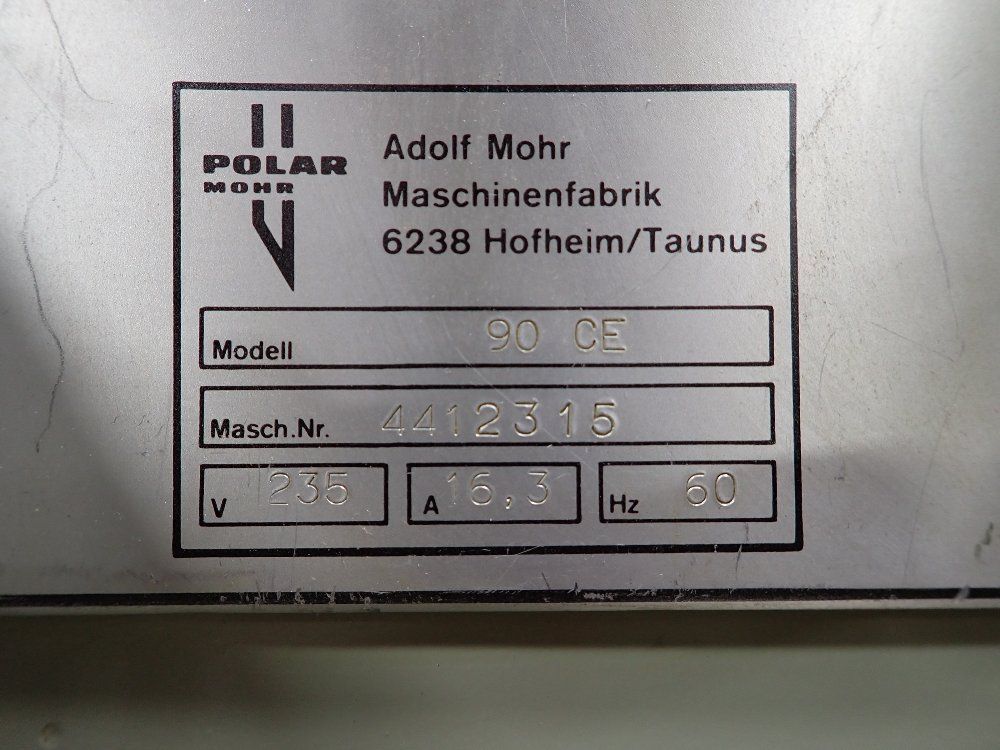 POLAR
MOHR
Adolf Mohr
Maschinenfabrik
6238 Hofheim/Taunus
Modell 90 CE
Masch.Nr. 4412315
V 235 A 16,3 Hz 60